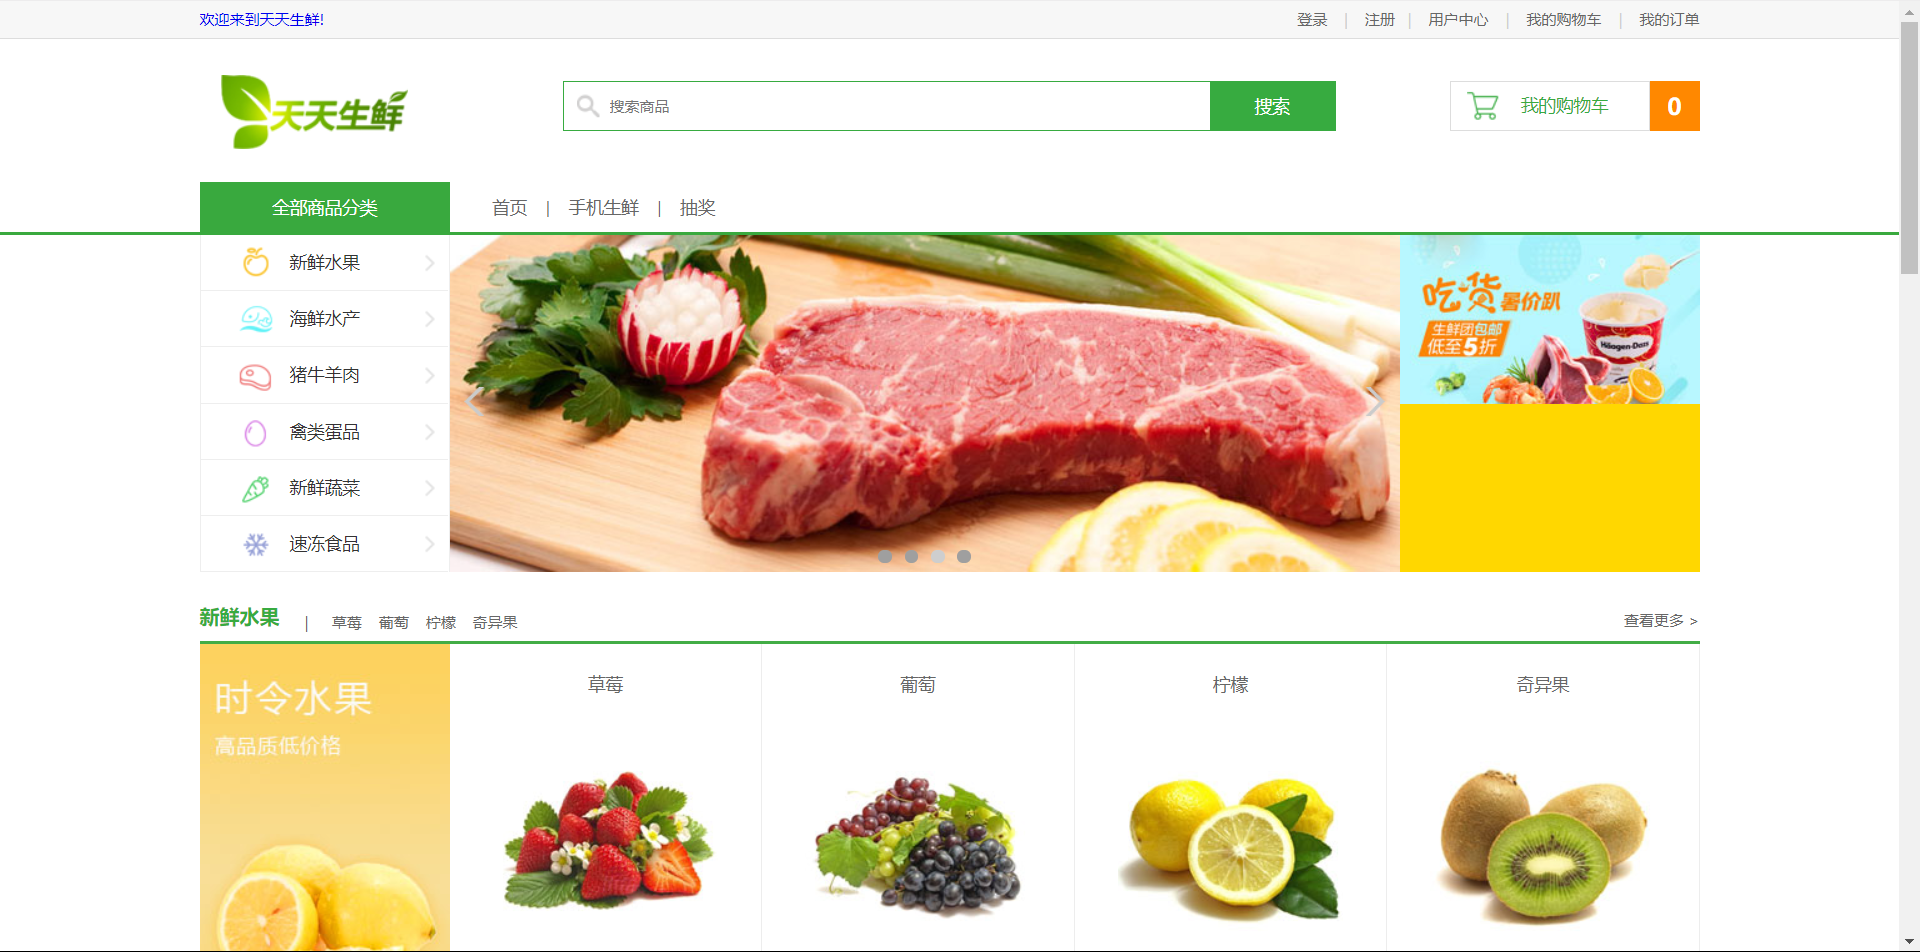 欢迎来到天天生鲜!
登录 | 注册 | 用户中心 | 我的购物车 | 我的订单
天天生鲜
搜索商品
搜索
我的购物车
0
全部商品分类
首页 | 手机生鲜 | 抽奖
新鲜水果
海鲜水产
猪牛羊肉
禽类蛋品
新鲜蔬菜
速冻食品
吃货暑价趴
生鲜团包邮
低至5折
Häagen-Dazs
新鲜水果 | 草莓 葡萄 柠檬 奇异果
查看更多 >
时令水果
高品质低价格
草莓
葡萄
柠檬
奇异果